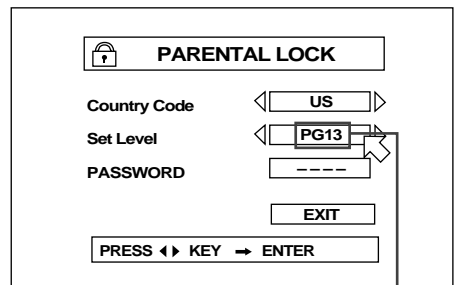 PARENTAL LOCK
Country Code US
Set Level PG13
PASSWORD ----
EXIT
PRESS ◀▶ KEY → ENTER